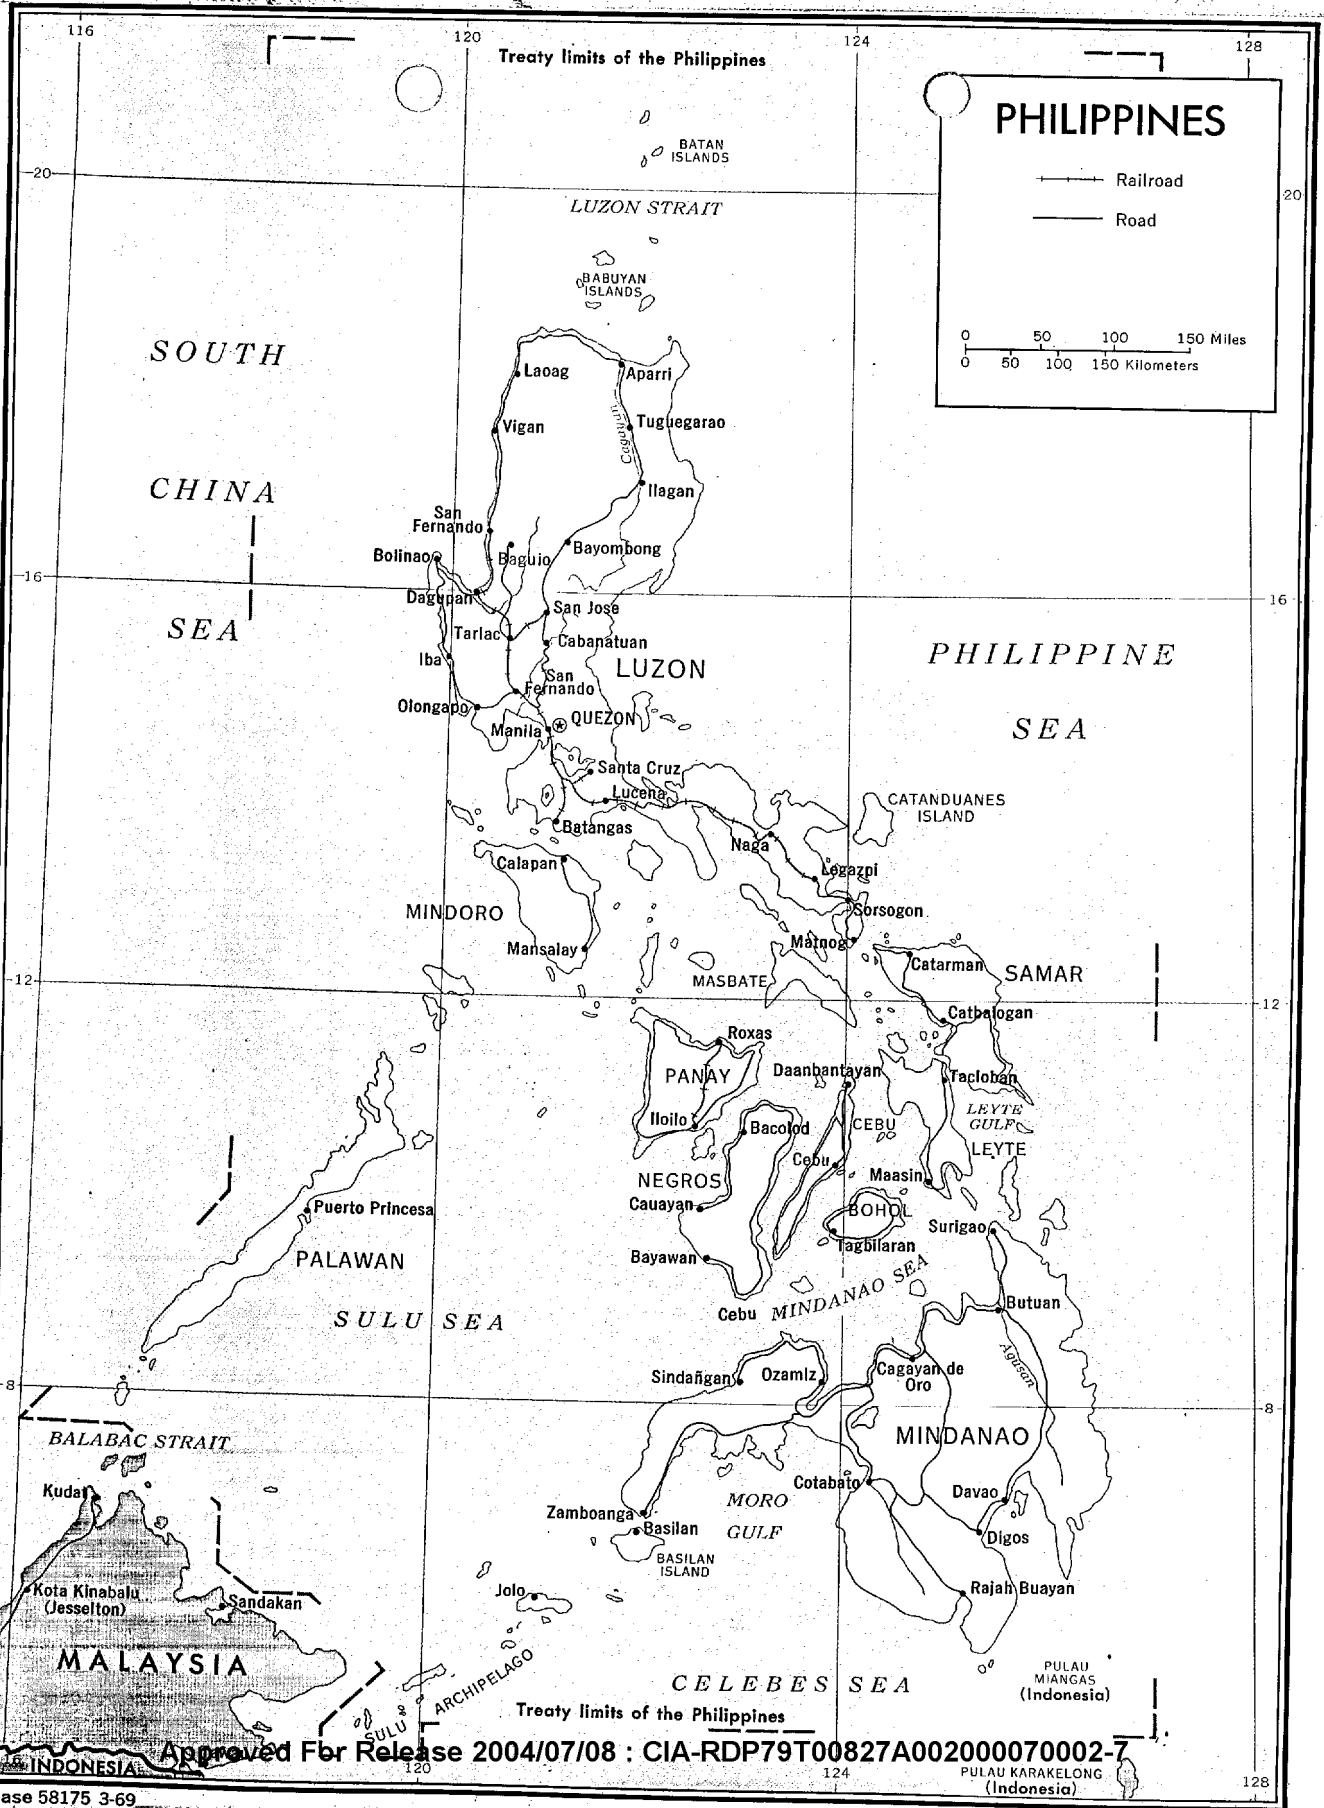 116
120
124
128
Treaty limits of the Philippines
PHILIPPINES
Railroad
Road
0 50 100 150 Miles
0 50 100 150 Kilometers
BATAN
ISLANDS
20
20
LUZON STRAIT
BABUYAN
ISLANDS
SOUTH
CHINA
SEA
Laoag
Aparri
Vigan
Cagayan
Tuguegarao
Ilagan
San
Fernando
Bolinao
Baguio
Bayombong
16
16
Dagupan
San Jose
Tarlac
Cabanatuan
Iba
LUZON
San
Fernando
Olongapo
QUEZON
Manila
PHILIPPINE
SEA
Santa Cruz
Lucena
Batangas
CATANDUANES
ISLAND
Naga
Calapan
Legazpi
MINDORO
Sorsogon
Mansalay
Matnog
Catarman
SAMAR
MASBATE
12
12
Catbalogan
Roxas
PANAY
Daanbantayan
Tacloban
Iloilo
Bacolod
CEBU
LEYTE
GULF
LEYTE
Cebu
NEGROS
Maasin
Cauayan
BOHOL
Surigao
Puerto Princesa
Tagbilaran
PALAWAN
Bayawan
MINDANAO SEA
Cebu
SULU SEA
Butuan
Agusan
Sindañgan
Ozamiz
Cagayan de
Oro
8
8
MINDANAO
BALABAC STRAIT
Kudat
Cotabato
Davao
MORO
GULF
Zamboanga
Basilan
Digos
BASILAN
ISLAND
Kota Kinabalu
(Jesselton)
Sandakan
Jolo
Rajah Buayan
MALAYSIA
SULU ARCHIPELAGO
CELEBES SEA
PULAU
MIANGAS
(Indonesia)
Treaty limits of the Philippines
Approved For Release 2004/07/08 : CIA-RDP79T00827A002000070002-7
INDONESIA
PULAU KARAKELONG
(Indonesia)
120
124
128
ase 58175 3-69